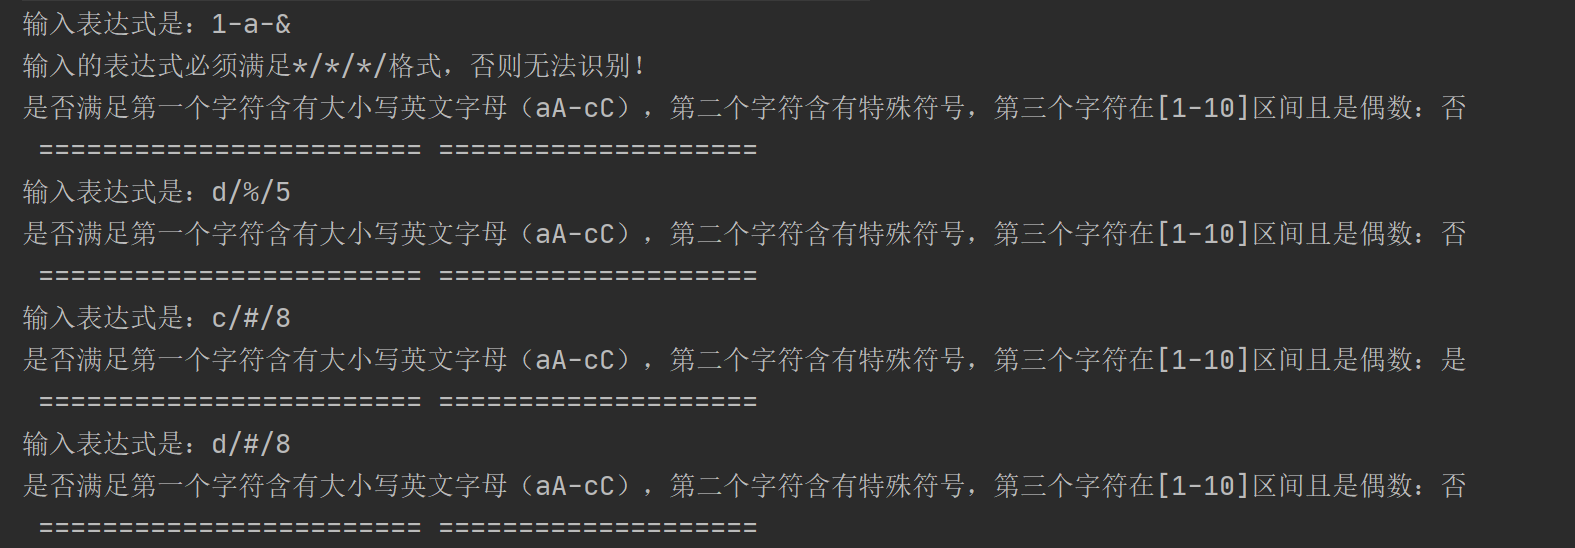 输入表达式是：1-a-&
输入的表达式必须满足*/*/*/格式，否则无法识别！
是否满足第一个字符含有大小写英文字母（aA-cC），第二个字符含有特殊符号，第三个字符在[1-10]区间且是偶数：否
======================== ====================
输入表达式是：d/%/5
是否满足第一个字符含有大小写英文字母（aA-cC），第二个字符含有特殊符号，第三个字符在[1-10]区间且是偶数：否
======================== ====================
输入表达式是：c/#/8
是否满足第一个字符含有大小写英文字母（aA-cC），第二个字符含有特殊符号，第三个字符在[1-10]区间且是偶数：是
======================== ====================
输入表达式是：d/#/8
是否满足第一个字符含有大小写英文字母（aA-cC），第二个字符含有特殊符号，第三个字符在[1-10]区间且是偶数：否
======================== ====================